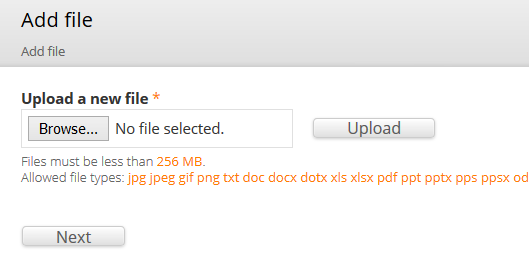 Add file
Add file
Upload a new file *
Browse... No file selected. Upload
Files must be less than 256 MB.
Allowed file types: jpg jpeg gif png txt doc docx dotx xls xlsx pdf ppt pptx pps ppsx od
Next